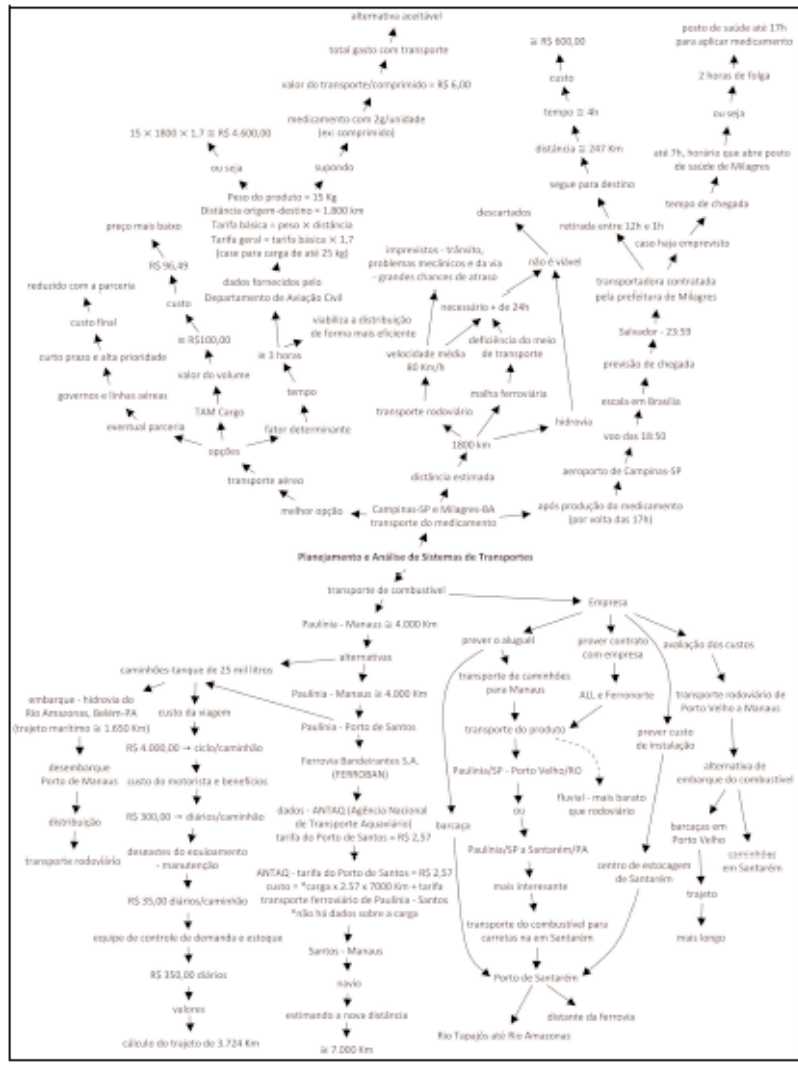 alternativa aceitável
total gasto com transporte
valor do transporte/comprimido = R$ 6,00
medicamento com 2g/unidade
(ex: comprimido)
supondo
15 × 1800 × 1,7 ≅ R$ 4.600,00
ou seja
Peso do produto = 15 Kg
Distância origem-destino = 1.800 km
Tarifa básica = peso × distância
Tarifa geral = tarifa básica × 1,7
(case para carga de até 25 kg)
dados fornecidos pelo
Departamento de Aviação Civil
viabiliza a distribuição
de forma mais eficiente
≅ 3 horas
tempo
fator determinante
preço mais baixo
R$ 96,49
custo
≅ R$100,00
valor do volume
TAM Cargo
reduzido com a parceria
custo final
curto prazo e alta prioridade
governos e linhas aéreas
eventual parceria
opções
transporte aéreo
melhor opção
descartados
não é viável
imprevistos - trânsito,
problemas mecânicos e da via
- grandes chances de atraso
necessário + de 24h
velocidade média
80 Km/h
deficiência do meio
de transporte
transporte rodoviário
malha ferroviária
hidrovia
1800 km
distância estimada
Campinas-SP e Milagres-BA
transporte do medicamento
≅ R$ 600,00
custo
tempo ≅ 4h
distância ≅ 247 Km
segue para destino
retirada entre 12h e 1h
posto de saúde até 17h
para aplicar medicamento
2 horas de folga
ou seja
até 7h, horário que abre posto
de saúde de Milagres
tempo de chegada
caso haja emprevisto
transportadora contratada
pela prefeitura de Milagres
Salvador - 23:59
previsão de chegada
escala em Brasília
voo das 18:50
aeroporto de Campinas-SP
após produção do medicamento
(por volta das 17h)
Planejamento e Análise de Sistemas de Transportes
transporte de combustível
Paulínia - Manaus ≅ 4.000 Km
alternativas
caminhões-tanque de 25 mil litros
embarque - hidrovia do
Rio Amazonas, Belém-PA
(trajeto marítimo ≅ 1.650 Km)
desembarque
Porto de Manaus
distribuição
transporte rodoviário
custo da viagem
R$ 4.000,00 → ciclo/caminhão
custo do motorista e benefícios
R$ 300,00 → diários/caminhão
desgastes do equipamento
- manutenção
R$ 35,00 diários/caminhão
equipe de controle de demanda e estoque
R$ 350,00 diários
valores
cálculo do trajeto de 3.724 Km
Paulínia - Manaus ≅ 4.000 Km
Paulínia - Porto de Santos
Ferrovia Bandeirantes S.A.
(FERROBAN)
dados - ANTAQ (Agência Nacional
de Transporte Aquaviário)
tarifa do Porto de Santos = R$ 2,57
ANTAQ - tarifa do Porto de Santos = R$ 2,57
custo = *carga x 2.57 x 7000 Km + tarifa
transporte ferroviário de Paulínia - Santos
*não há dados sobre a carga
Santos - Manaus
navio
estimando a nova distância
≅ 7.000 Km
Empresa
prever o aluguél
transporte de caminhões
para Manaus
transporte do produto
Paulínia/SP - Porto Velho/RO
ou
Paulínia/SP a Santarém/PA
mais interesante
transporte do combustível para
carretas na em Santarém
Porto de Santarém
Rio Tapajós até Rio Amazonas
distante da ferrovia
barcaça
prover contrato
com empresa
ALL e Ferronorte
fluvial - mais barato
que rodoviário
prever custo
de instalação
centro de estocagem
de Santarém
avaliação dos custos
transporte rodoviário de
Porto Velho a Manaus
alternativa de
embarque do combustível
barcaças em
Porto Velho
trajeto
mais longo
caminhões
em Santarém